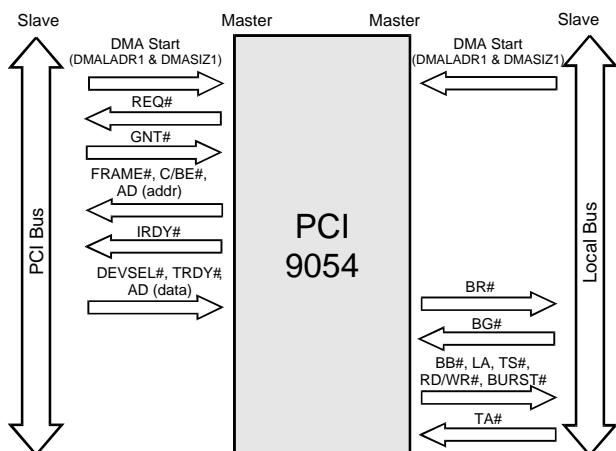 Slave
Master
Master
Slave
DMA Start
(DMALADR1 & DMASIZ1)
REQ#
GNT#
FRAME#, C/BE#,
AD (addr)
IRDY#
DEVSEL#, TRDY#,
AD (data)
PCI Bus
PCI
9054
DMA Start
(DMALADR1 & DMASIZ1)
BR#
BG#
BB#, LA, TS#,
RD/WR#, BURST#
TA#
Local Bus